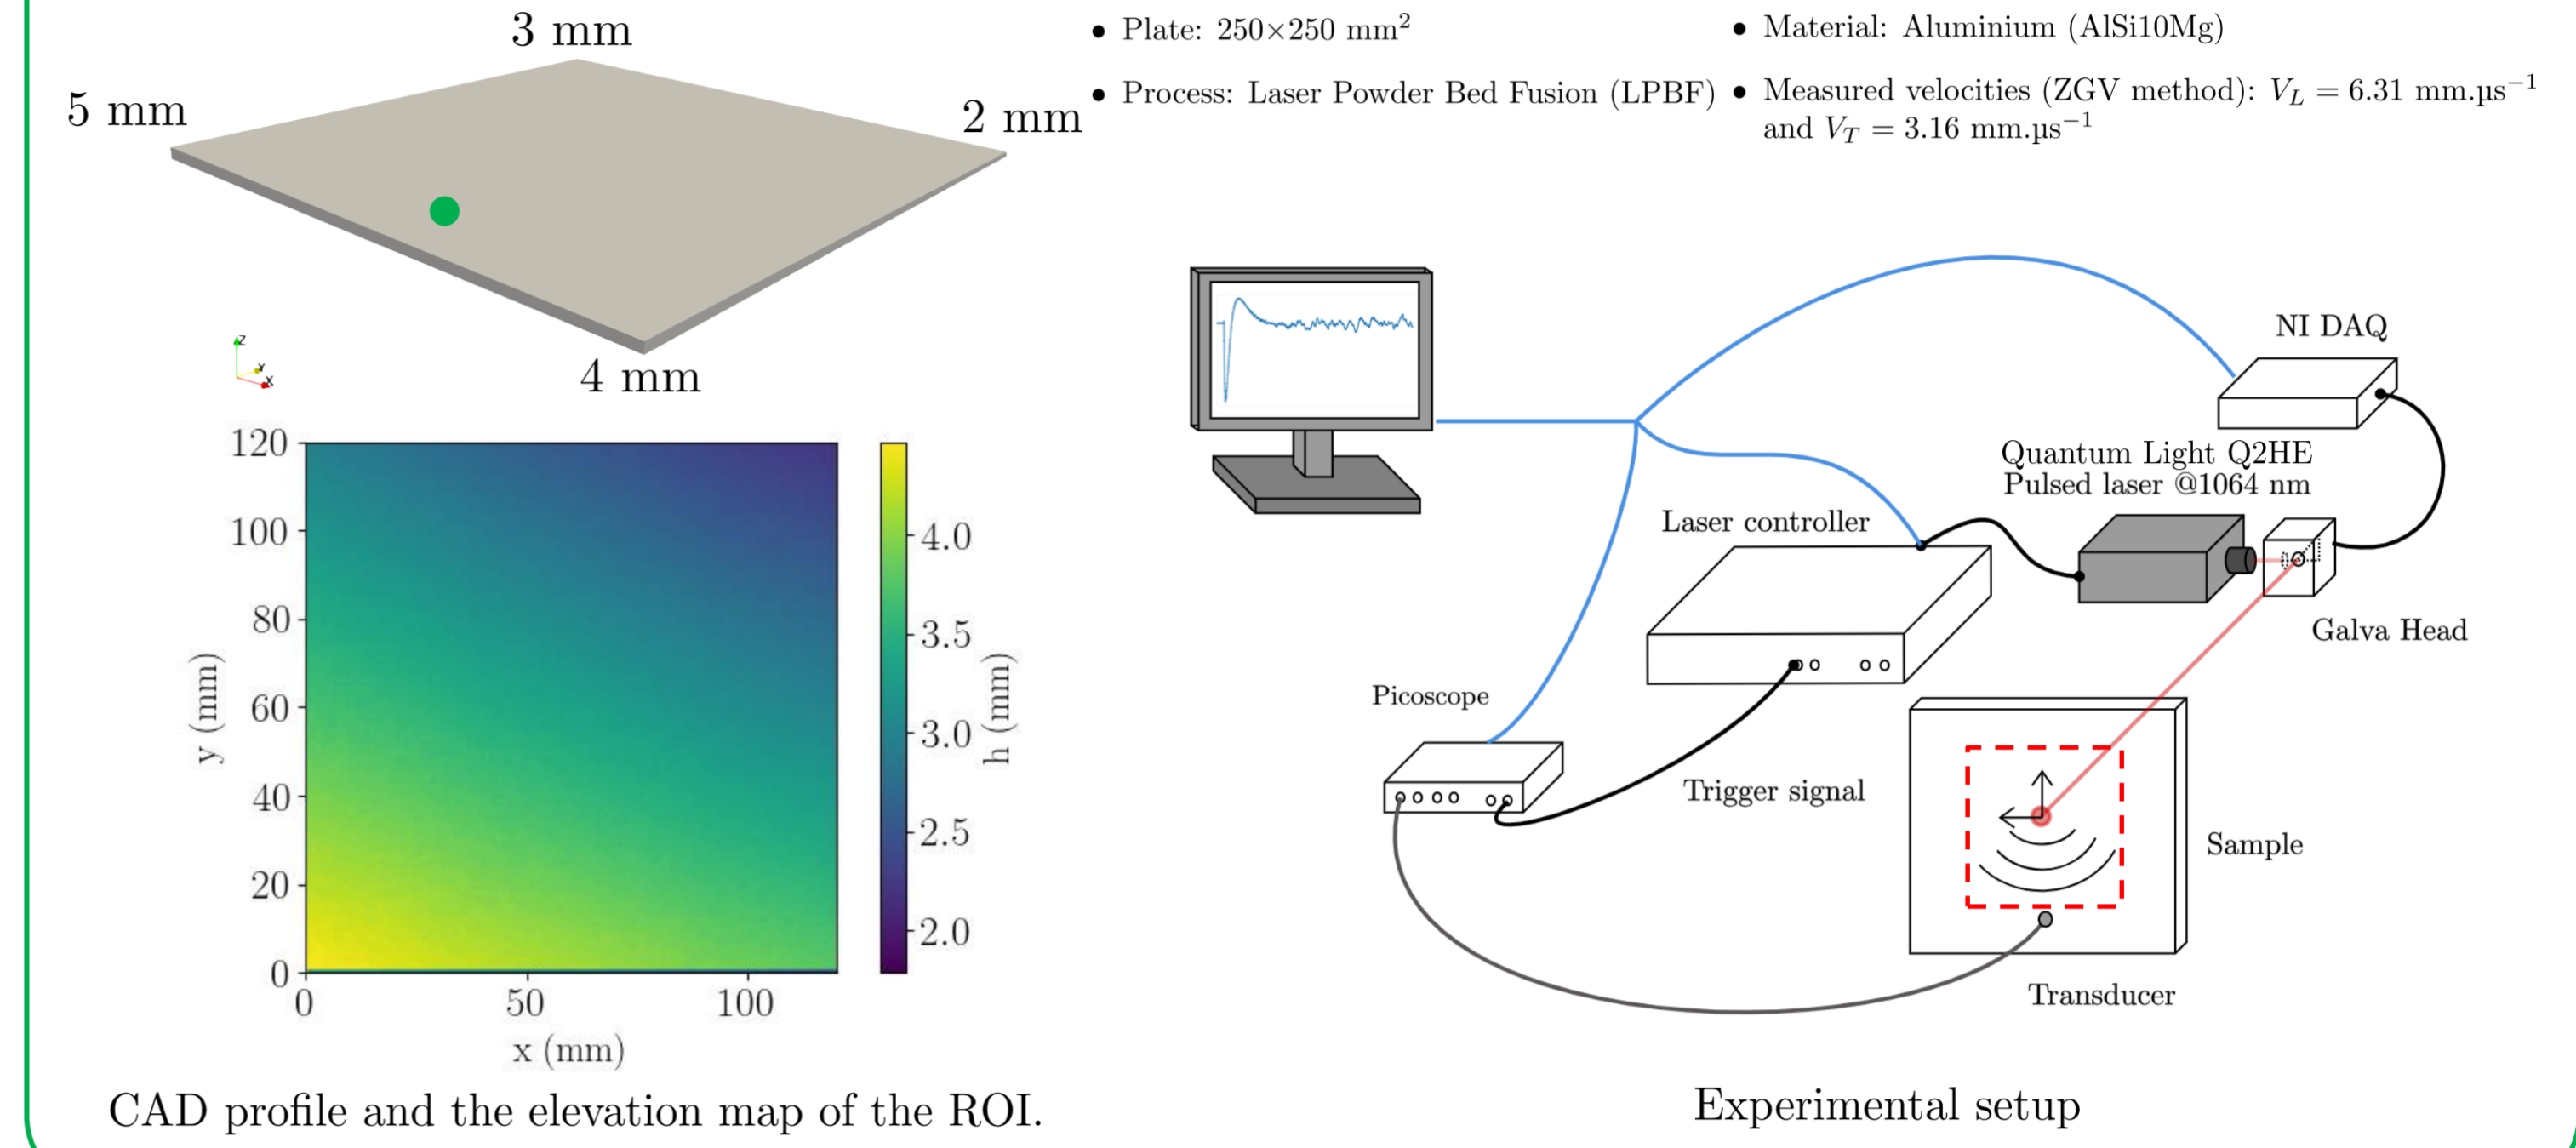 3 mm
5 mm
2 mm
4 mm
Z
Y
X
• Plate: 250×250 mm²
• Process: Laser Powder Bed Fusion (LPBF)
• Material: Aluminium (AlSi10Mg)
• Measured velocities (ZGV method): V_L = 6.31 mm.µs⁻¹
and V_T = 3.16 mm.µs⁻¹
120
100
80
60
40
20
0
y (mm)
0
50
100
x (mm)
4.0
3.5
3.0
2.5
2.0
h (mm)
CAD profile and the elevation map of the ROI.
NI DAQ
Quantum Light Q2HE
Pulsed laser @1064 nm
Laser controller
Galva Head
Picoscope
Trigger signal
Sample
Transducer
Experimental setup